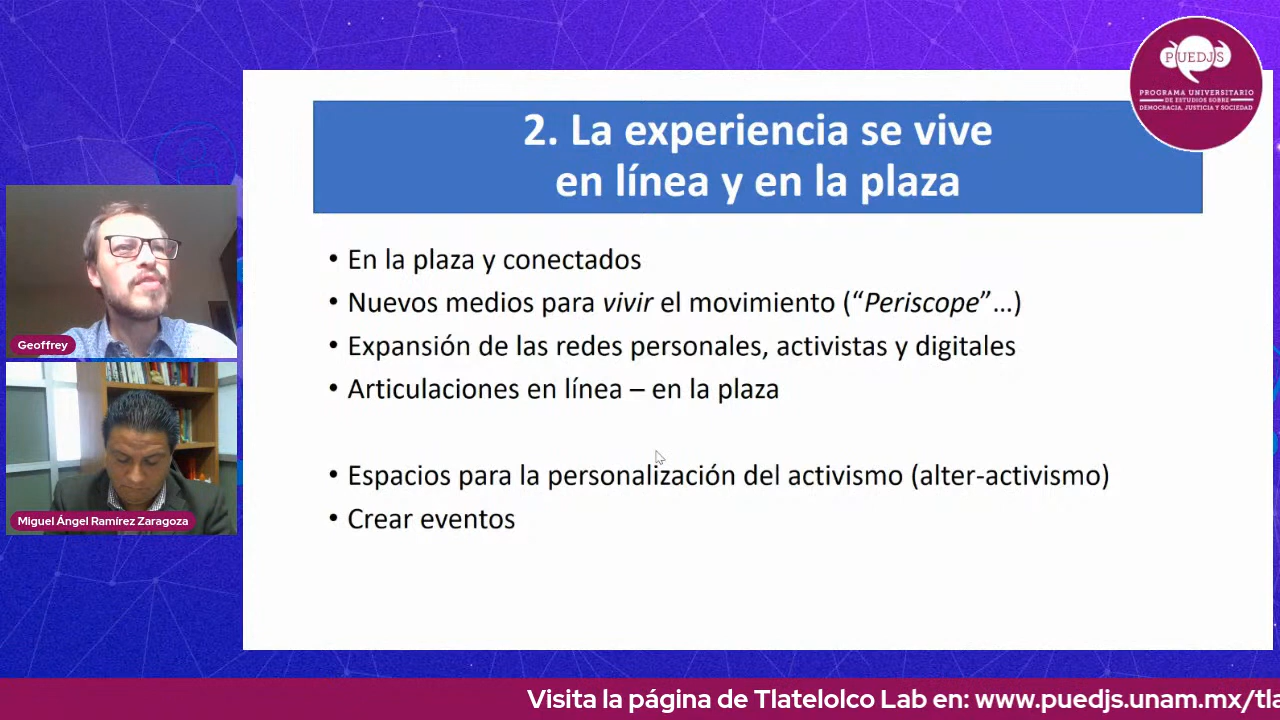 PUEDJS
PROGRAMA UNIVERSITARIO
DE ESTUDIOS SOBRE
DEMOCRACIA, JUSTICIA Y SOCIEDAD
2. La experiencia se vive
en línea y en la plaza
• En la plaza y conectados
• Nuevos medios para vivir el movimiento (“Periscope”...)
• Expansión de las redes personales, activistas y digitales
• Articulaciones en línea – en la plaza
• Espacios para la personalización del activismo (alter-activismo)
• Crear eventos
Geoffrey
Miguel Ángel Ramírez Zaragoza
Visita la página de Tlatelolco Lab en: www.puedjs.unam.mx/tla